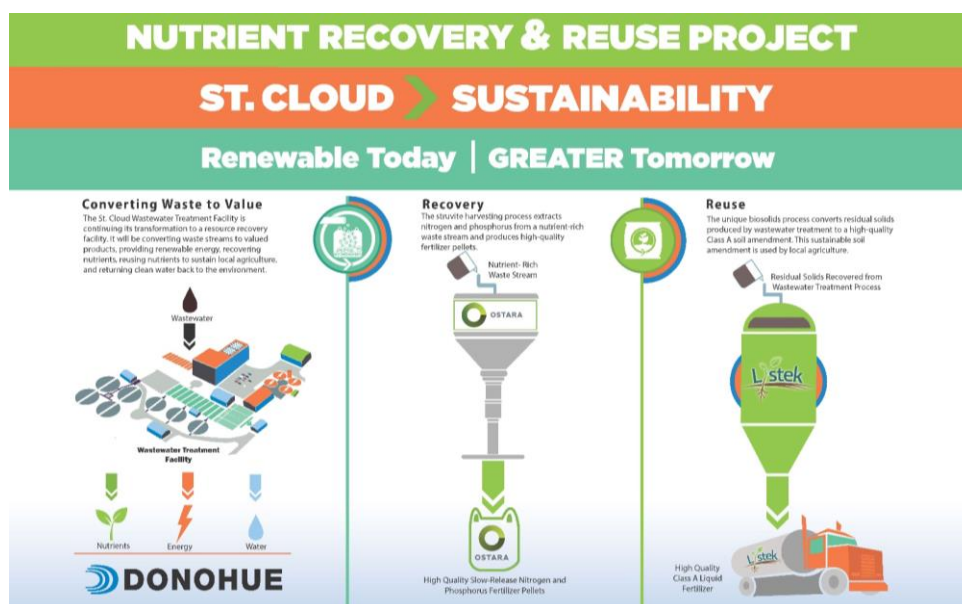 NUTRIENT RECOVERY & REUSE PROJECT
ST. CLOUD > SUSTAINABILITY
Renewable Today | GREATER Tomorrow
Converting Waste to Value
The St. Cloud Wastewater Treatment Facility is
continuing its transformation to a resource recovery
facility. It will be converting waste streams to valued
products, providing renewable energy, recovering
nutrients, reusing nutrients to sustain local agriculture,
and returning clean water back to the environment.
Wastewater
Wastewater Treatment
Facility
Nutrients
Energy
Water
DONOHUE
Recovery
The struvite harvesting process extracts
nitrogen and phosphorus from a nutrient-rich
waste stream and produces high-quality
fertilizer pellets.
Nutrient- Rich
Waste Stream
OSTARA
OSTARA
High Quality Slow-Release Nitrogen and
Phosphorus Fertilizer Pellets
Reuse
The unique biosolids process converts residual solids
produced by wastewater treatment to a high-quality
Class A soil amendment. This sustainable soil
amendment is used by local agriculture.
Residual Solids Recovered from
Wastewater Treatment Process
Lystek
Lystek
High Quality
Class A Liquid
Fertilizer